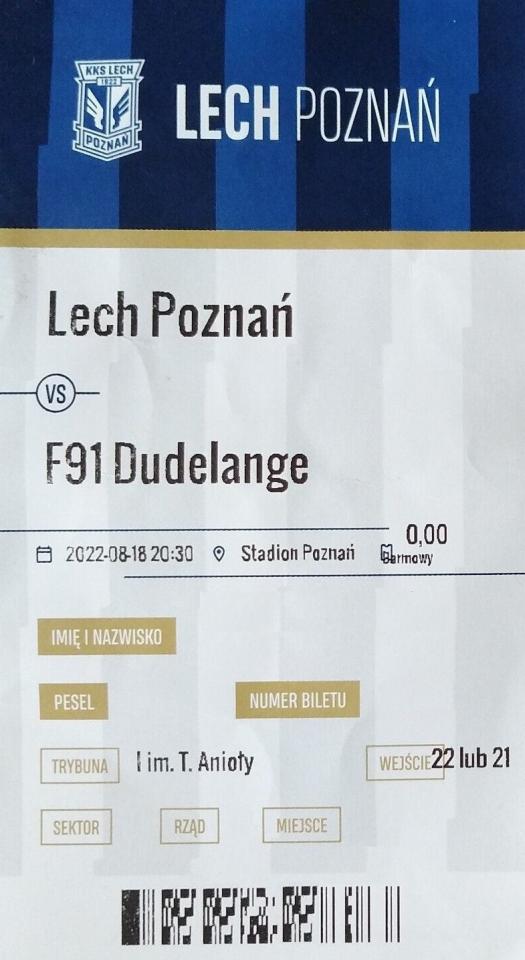 KKS LECH
1922
POZNAŃ
LECH POZNAŃ
Lech Poznań
VS
F91 Dudelange
2022-08-18 20:30 Stadion Poznań 0,00
Darmowy
IMIĘ I NAZWISKO
PESEL NUMER BILETU
TRYBUNA I im. T. Anioły WEJŚCIE 22 lub 21
SEKTOR RZĄD MIEJSCE